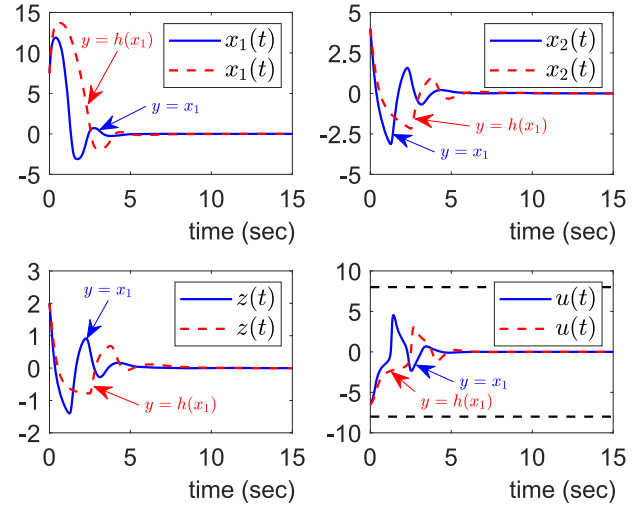 15
10
5
0
-5
0 5 10 15
time (sec)
y = h(x₁)
y = x₁
x₁(t)
x₁(t)
5
2.5
0
-2.5
-5
0 5 10 15
time (sec)
y = h(x₁)
y = x₁
x₂(t)
x₂(t)
3
2
1
0
-1
-2
0 5 10 15
time (sec)
y = x₁
y = h(x₁)
z(t)
z(t)
10
5
0
-5
-10
0 5 10 15
time (sec)
y = x₁
y = h(x₁)
u(t)
u(t)